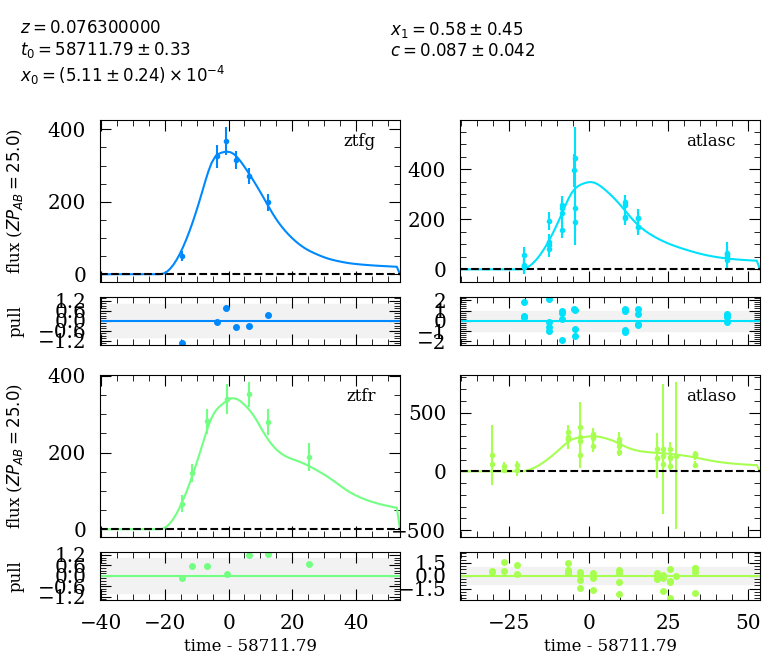 z = 0.076300000
t₀ = 58711.79 ± 0.33
x₀ = (5.11 ± 0.24) × 10⁻⁴
x₁ = 0.58 ± 0.45
c = 0.087 ± 0.042
flux (ZP_AB = 25.0)
400
200
0
ztfg
400
200
0
atlasc
pull
1.2
0.6
0.0
−0.6
−1.2
2
1
0
−1
−2
flux (ZP_AB = 25.0)
400
200
0
ztfr
500
0
−500
atlaso
pull
1.2
0.6
0.0
−0.6
−1.2
1.5
0.0
−1.5
−40 −20 0 20 40
−25 0 25 50
time - 58711.79
time - 58711.79